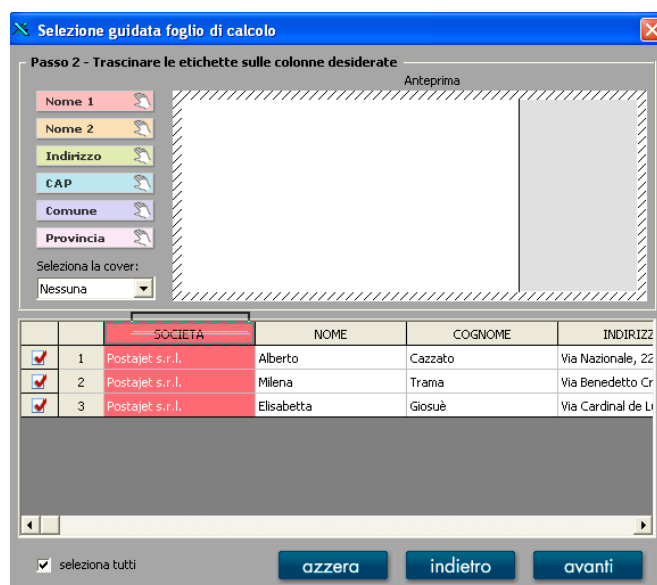 Selezione guidata foglio di calcolo
Passo 2 - Trascinare le etichette sulle colonne desiderate
Anteprima
Nome 1
Nome 2
Indirizzo
CAP
Comune
Provincia
Seleziona la cover:
Nessuna
SOCIETA NOME COGNOME INDIRIZZ
1 Postajet s.r.l. Alberto Cazzato Via Nazionale, 22
2 Postajet s.r.l. Milena Trama Via Benedetto Cr
3 Postajet s.r.l. Elisabetta Giosuè Via Cardinal de Lu
seleziona tutti
azzera indietro avanti